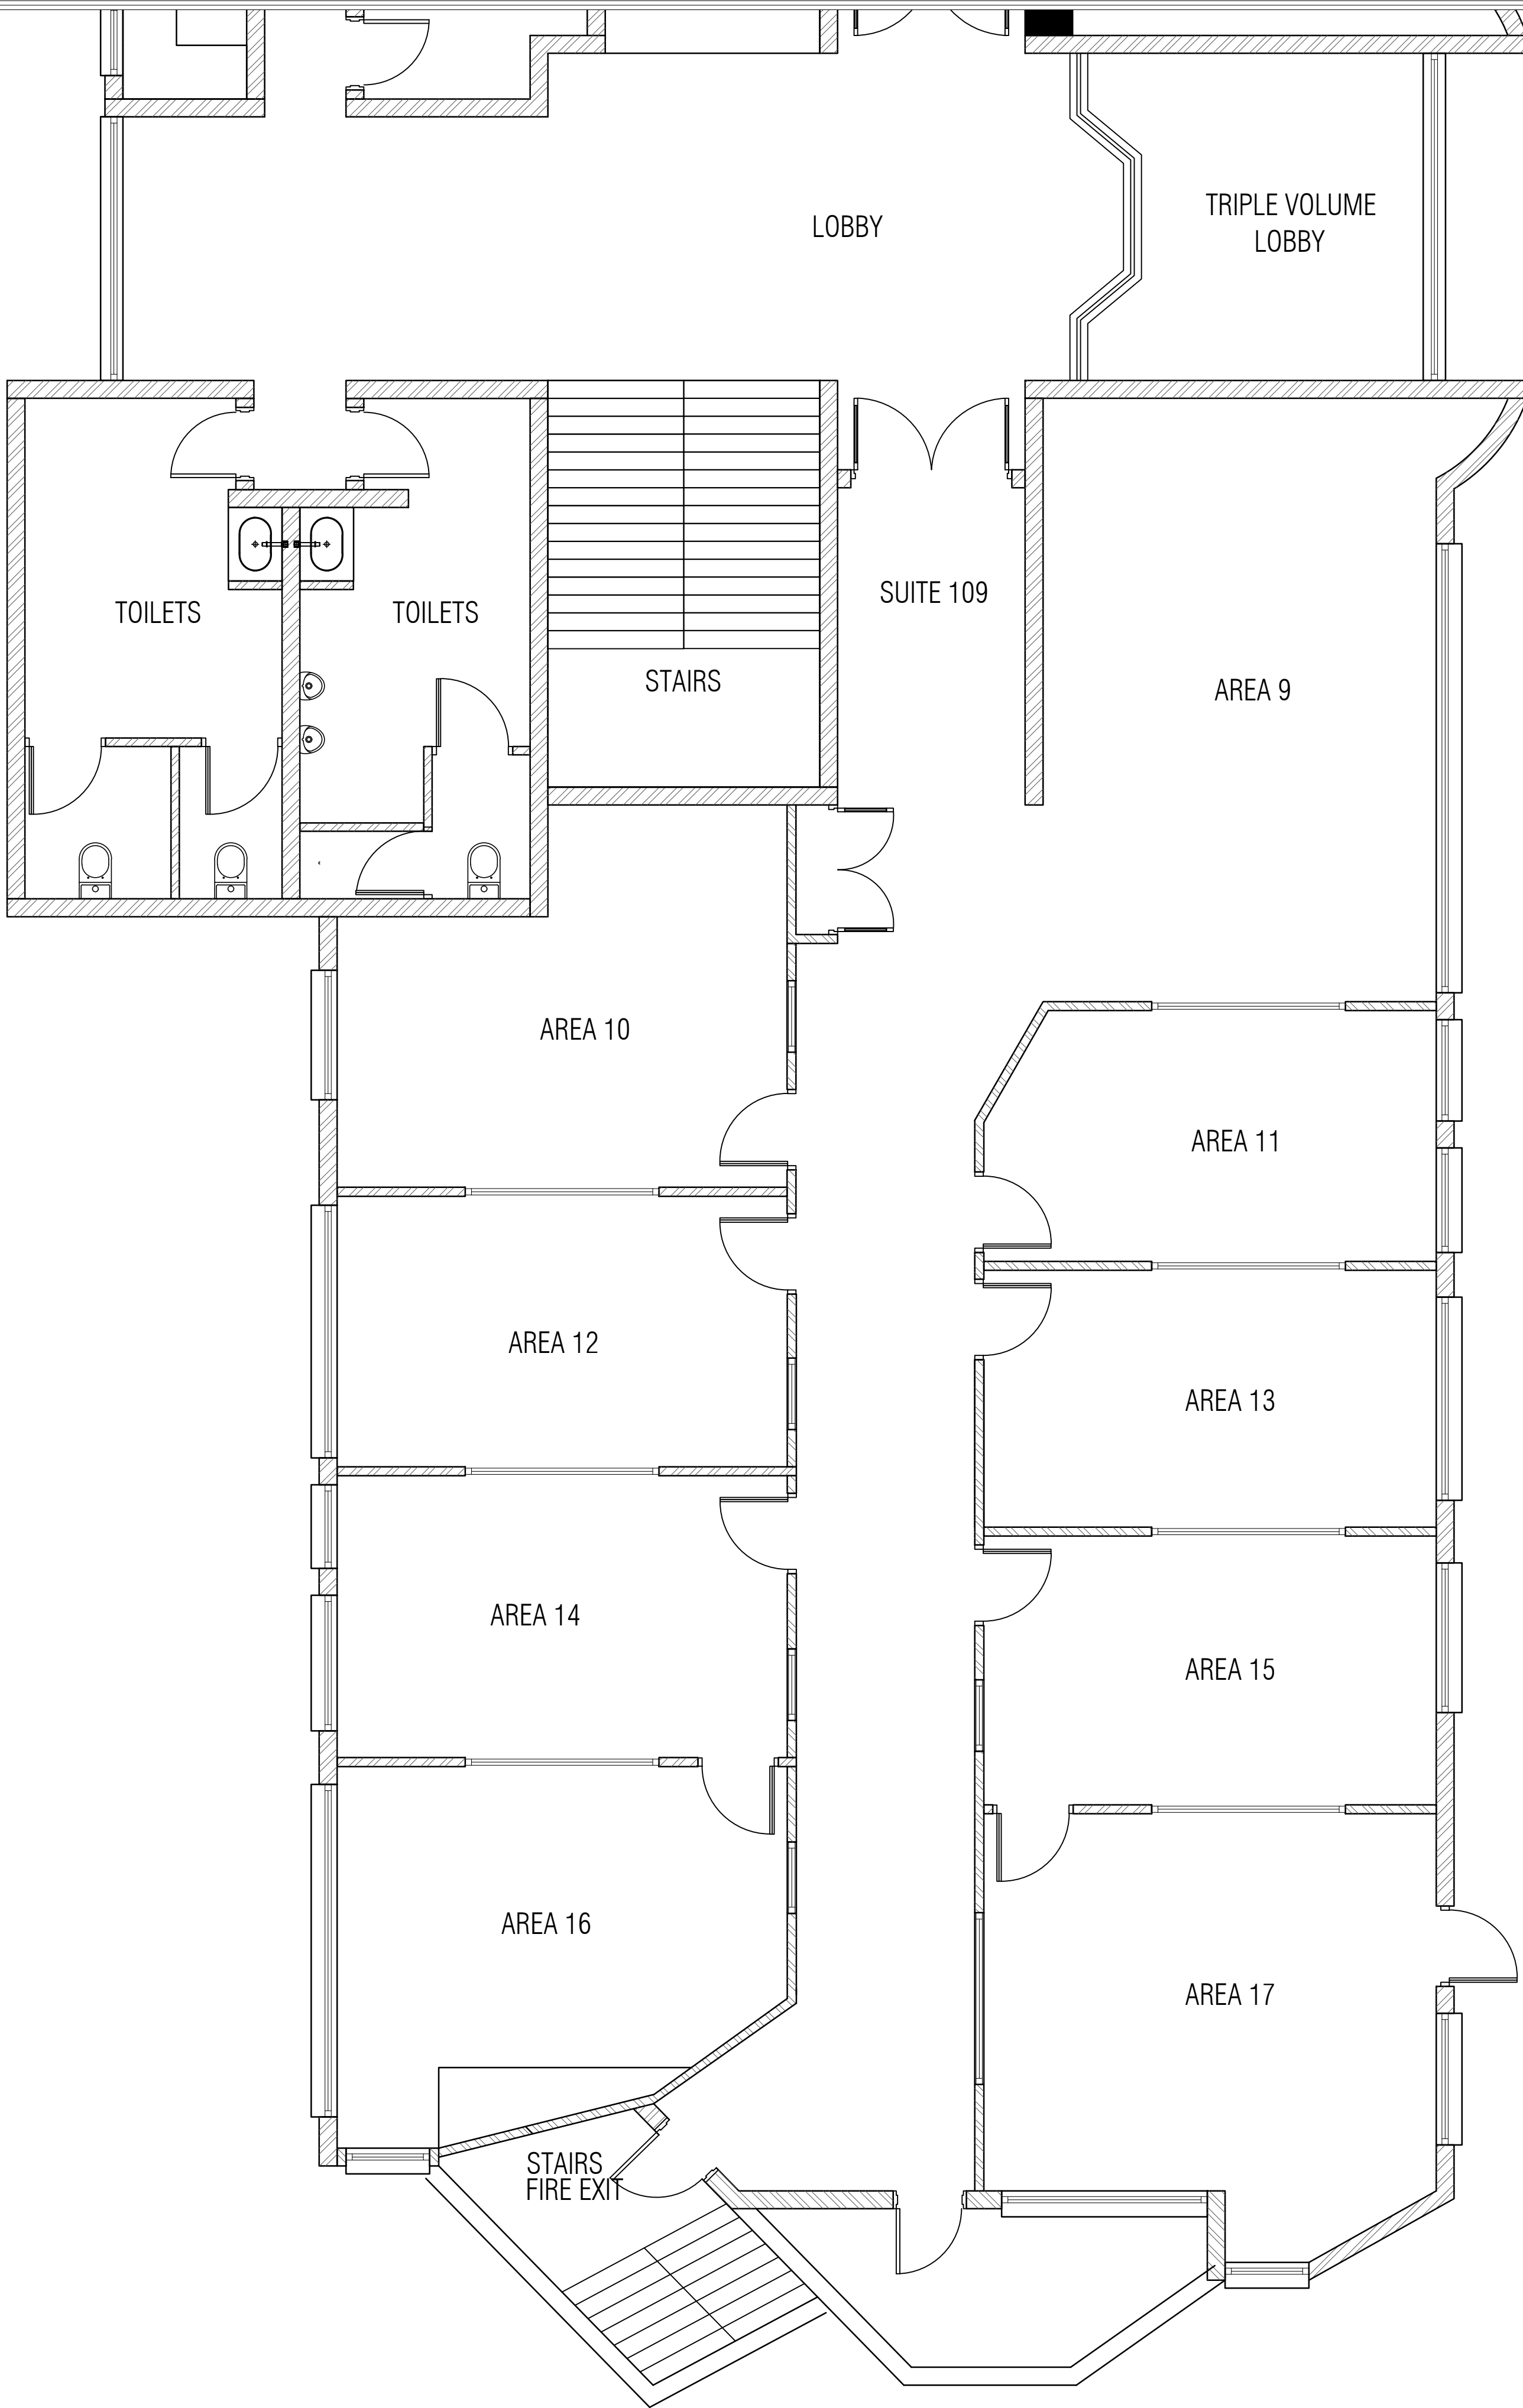 TRIPLE VOLUME
LOBBY
LOBBY
SUITE 109
TOILETS
TOILETS
STAIRS
AREA 9
AREA 10
AREA 11
AREA 12
AREA 13
AREA 14
AREA 15
AREA 16
AREA 17
STAIRS
FIRE EXIT